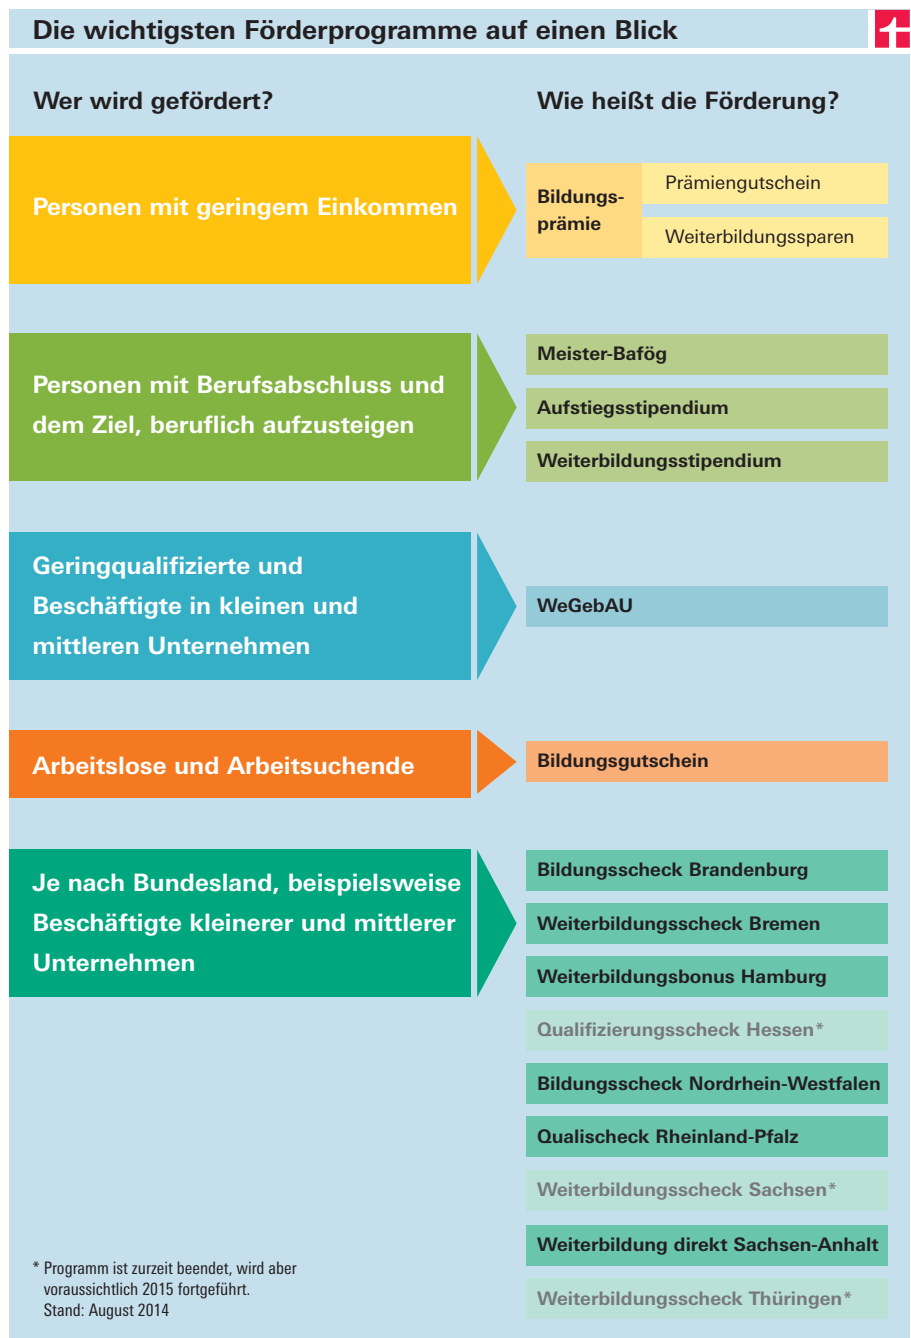 Die wichtigsten Förderprogramme auf einen Blick
Wer wird gefördert?
Wie heißt die Förderung?
Personen mit geringem Einkommen
Bildungs-
prämie
Prämiengutschein
Weiterbildungssparen
Personen mit Berufsabschluss und
dem Ziel, beruflich aufzusteigen
Meister-Bafög
Aufstiegsstipendium
Weiterbildungsstipendium
Geringqualifizierte und
Beschäftigte in kleinen und
mittleren Unternehmen
WeGebAU
Arbeitslose und Arbeitsuchende
Bildungsgutschein
Je nach Bundesland, beispielsweise
Beschäftigte kleinerer und mittlerer
Unternehmen
Bildungsscheck Brandenburg
Weiterbildungsscheck Bremen
Weiterbildungsbonus Hamburg
Qualifizierungsscheck Hessen*
Bildungsscheck Nordrhein-Westfalen
Qualischeck Rheinland-Pfalz
Weiterbildungsscheck Sachsen*
Weiterbildung direkt Sachsen-Anhalt
Weiterbildungsscheck Thüringen*
* Programm ist zurzeit beendet, wird aber
voraussichtlich 2015 fortgeführt.
Stand: August 2014